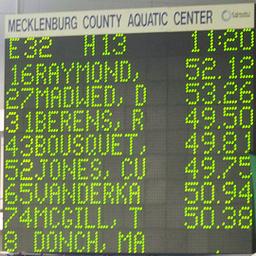 MECKLENBURG COUNTY AQUATIC CENTER
E32 H13 11:20
16RAYMOND, 52.12
27MADWED, D 53.26
31BERENS, R 49.50
43BOUSQUET, 49.81
52JONES, CU 49.75
65VANDERKA 50.94
74MCGILL, T 50.38
8 DONCH, MA .